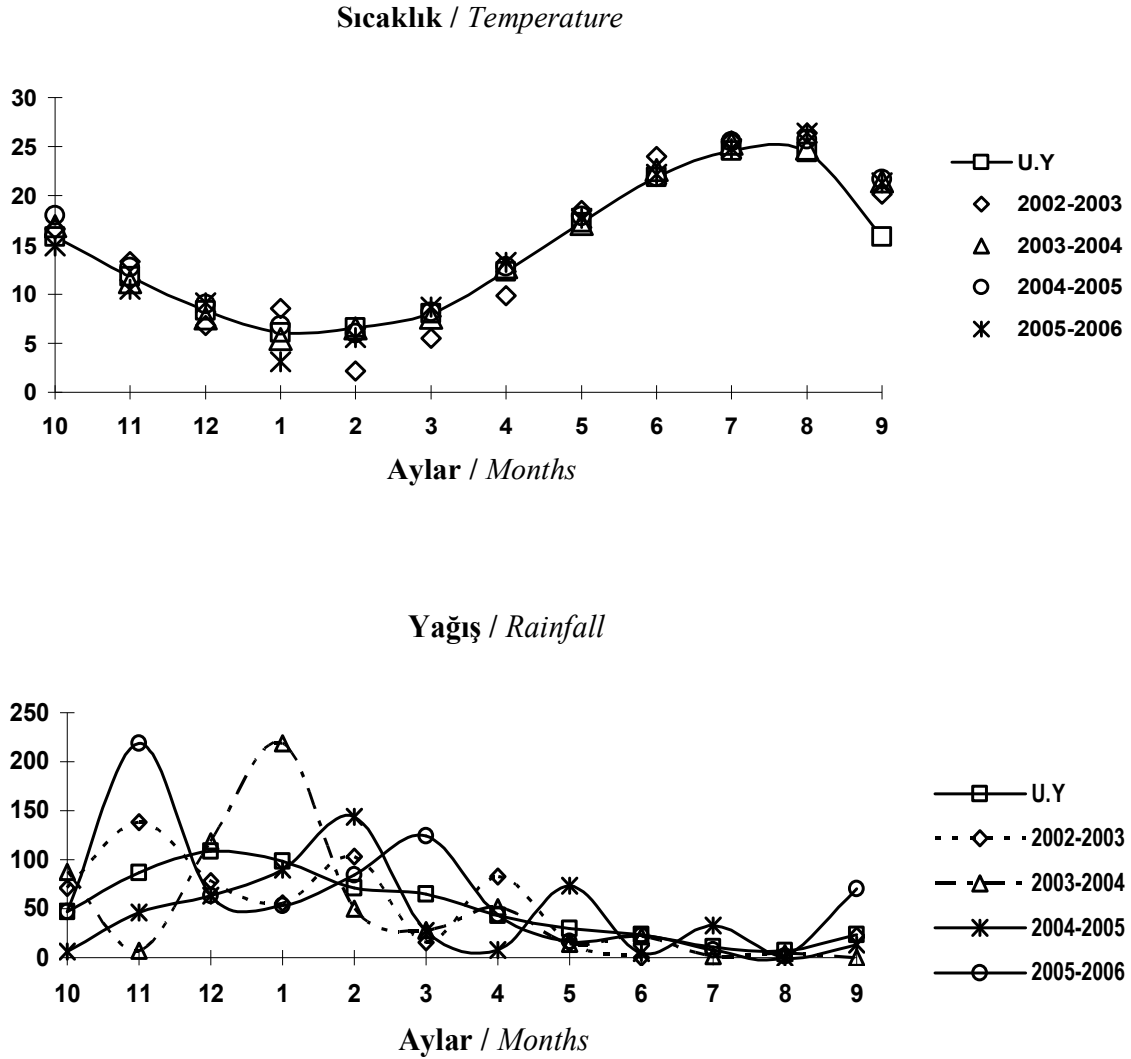 Sıcaklık / Temperature
30
25
20
15
10
5
0
10 11 12 1 2 3 4 5 6 7 8 9
Aylar / Months
U.Y
2002-2003
2003-2004
2004-2005
2005-2006
Yağış / Rainfall
250
200
150
100
50
0
10 11 12 1 2 3 4 5 6 7 8 9
Aylar / Months
U.Y
2002-2003
2003-2004
2004-2005
2005-2006